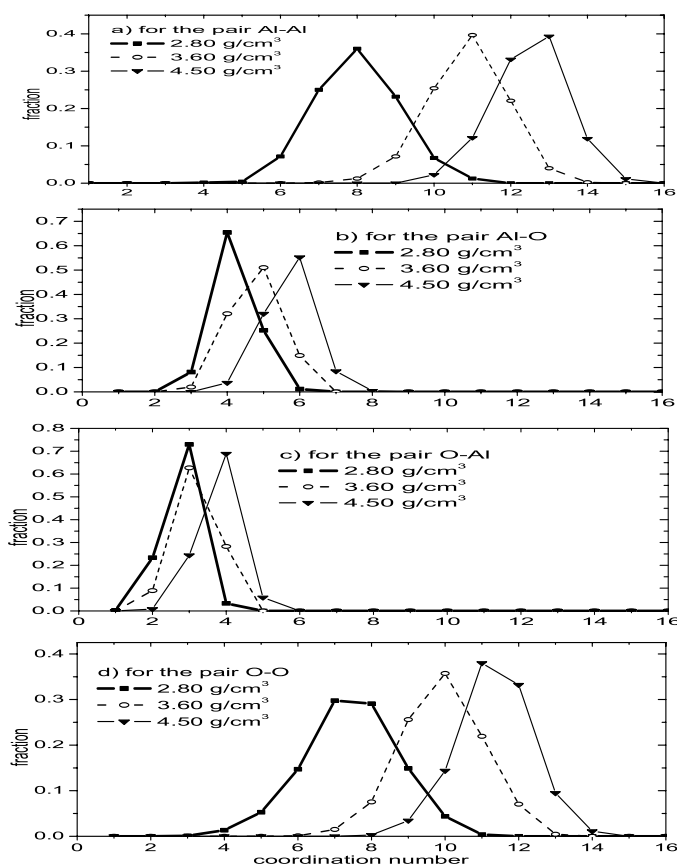 a) for the pair Al-Al
2.80 g/cm³
3.60 g/cm³
4.50 g/cm³
0.4
0.3
0.2
0.1
0.0
fraction
2 4 6 8 10 12 14 16
b) for the pair Al-O
2.80 g/cm³
3.60 g/cm³
4.50 g/cm³
0.7
0.6
0.5
0.4
0.3
0.2
0.1
0.0
fraction
0 2 4 6 8 10 12 14 16
c) for the pair O-Al
2.80 g/cm³
3.60 g/cm³
4.50 g/cm³
0.8
0.7
0.6
0.5
0.4
0.3
0.2
0.1
0.0
fraction
0 2 4 6 8 10 12 14 16
d) for the pair O-O
2.80 g/cm³
3.60 g/cm³
4.50 g/cm³
0.4
0.3
0.2
0.1
0.0
fraction
0 2 4 6 8 10 12 14 16
coordination number